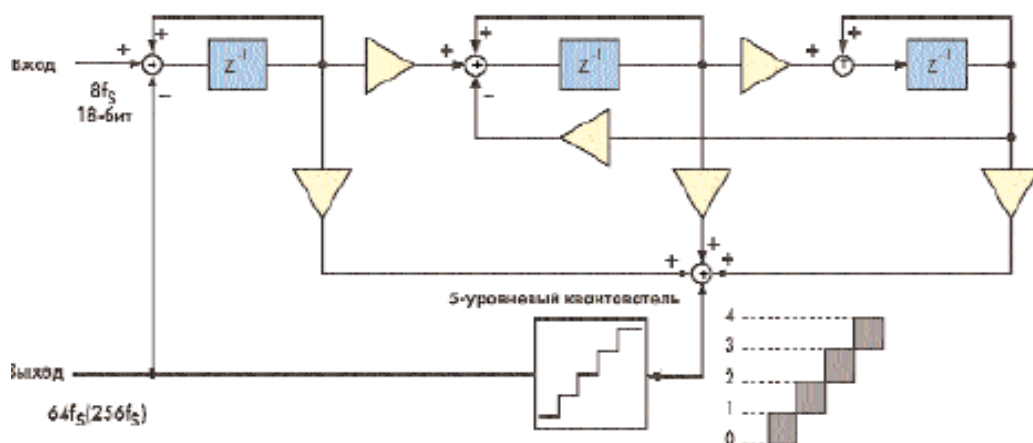 Вход
8fS
18-бит
+
+
+
−
Z⁻¹
+
+
+
−
Z⁻¹
+
+
+
Z⁻¹
+
+
+
+
5-уровневый квантователь
Выход
64fS(256fS)
4
3
2
1
0